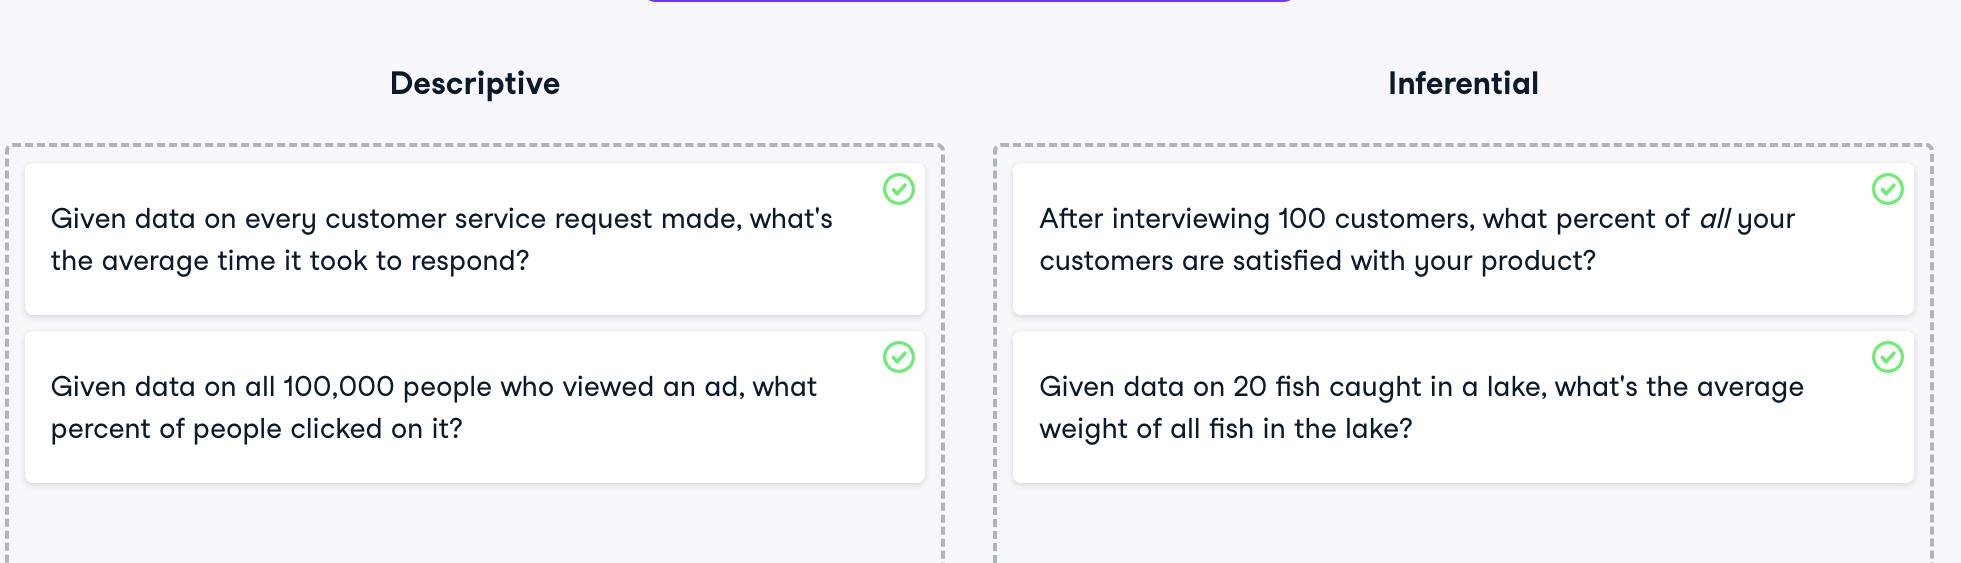 Descriptive
Given data on every customer service request made, what's
the average time it took to respond?
Given data on all 100,000 people who viewed an ad, what
percent of people clicked on it?
Inferential
After interviewing 100 customers, what percent of all your
customers are satisfied with your product?
Given data on 20 fish caught in a lake, what's the average
weight of all fish in the lake?